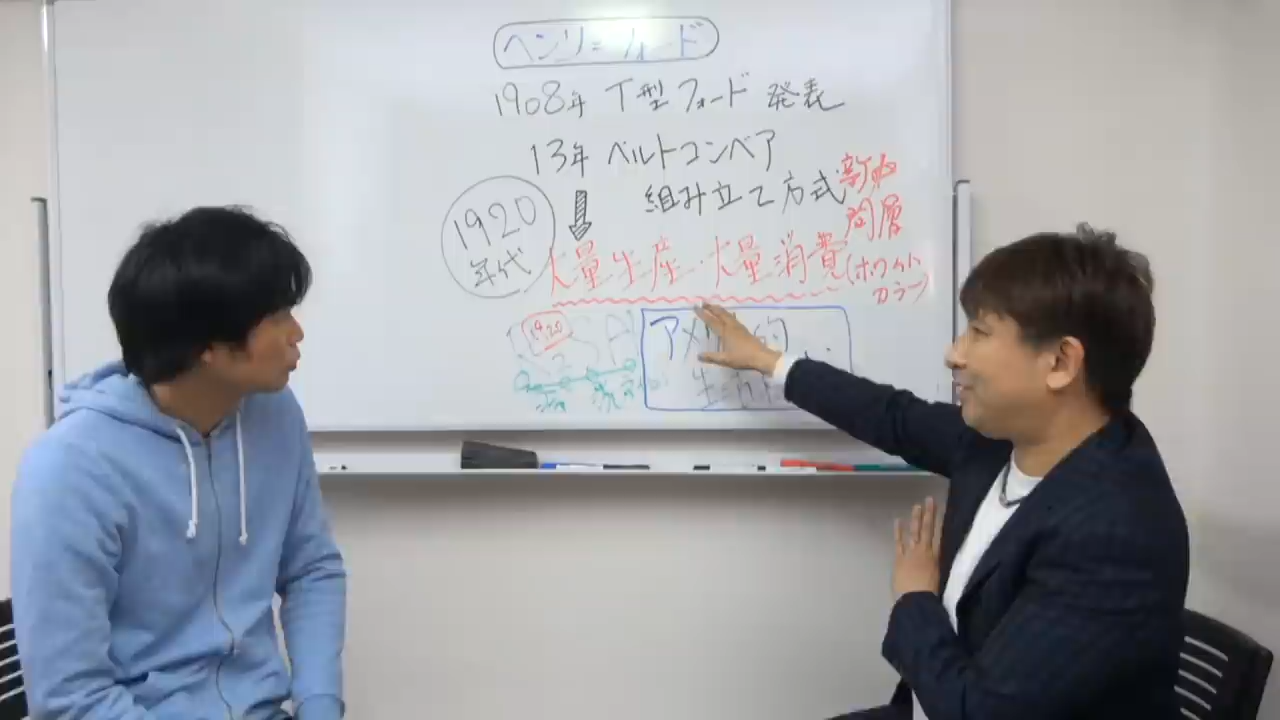 ヘンリ=フォード
1908年 T型フォード 発表
13年 ベルトコンベア
組み立て方式
新中
間層
(ホワイト
カラー)
1920
年代
大量生産・大量消費
1920
アメ 的
生活